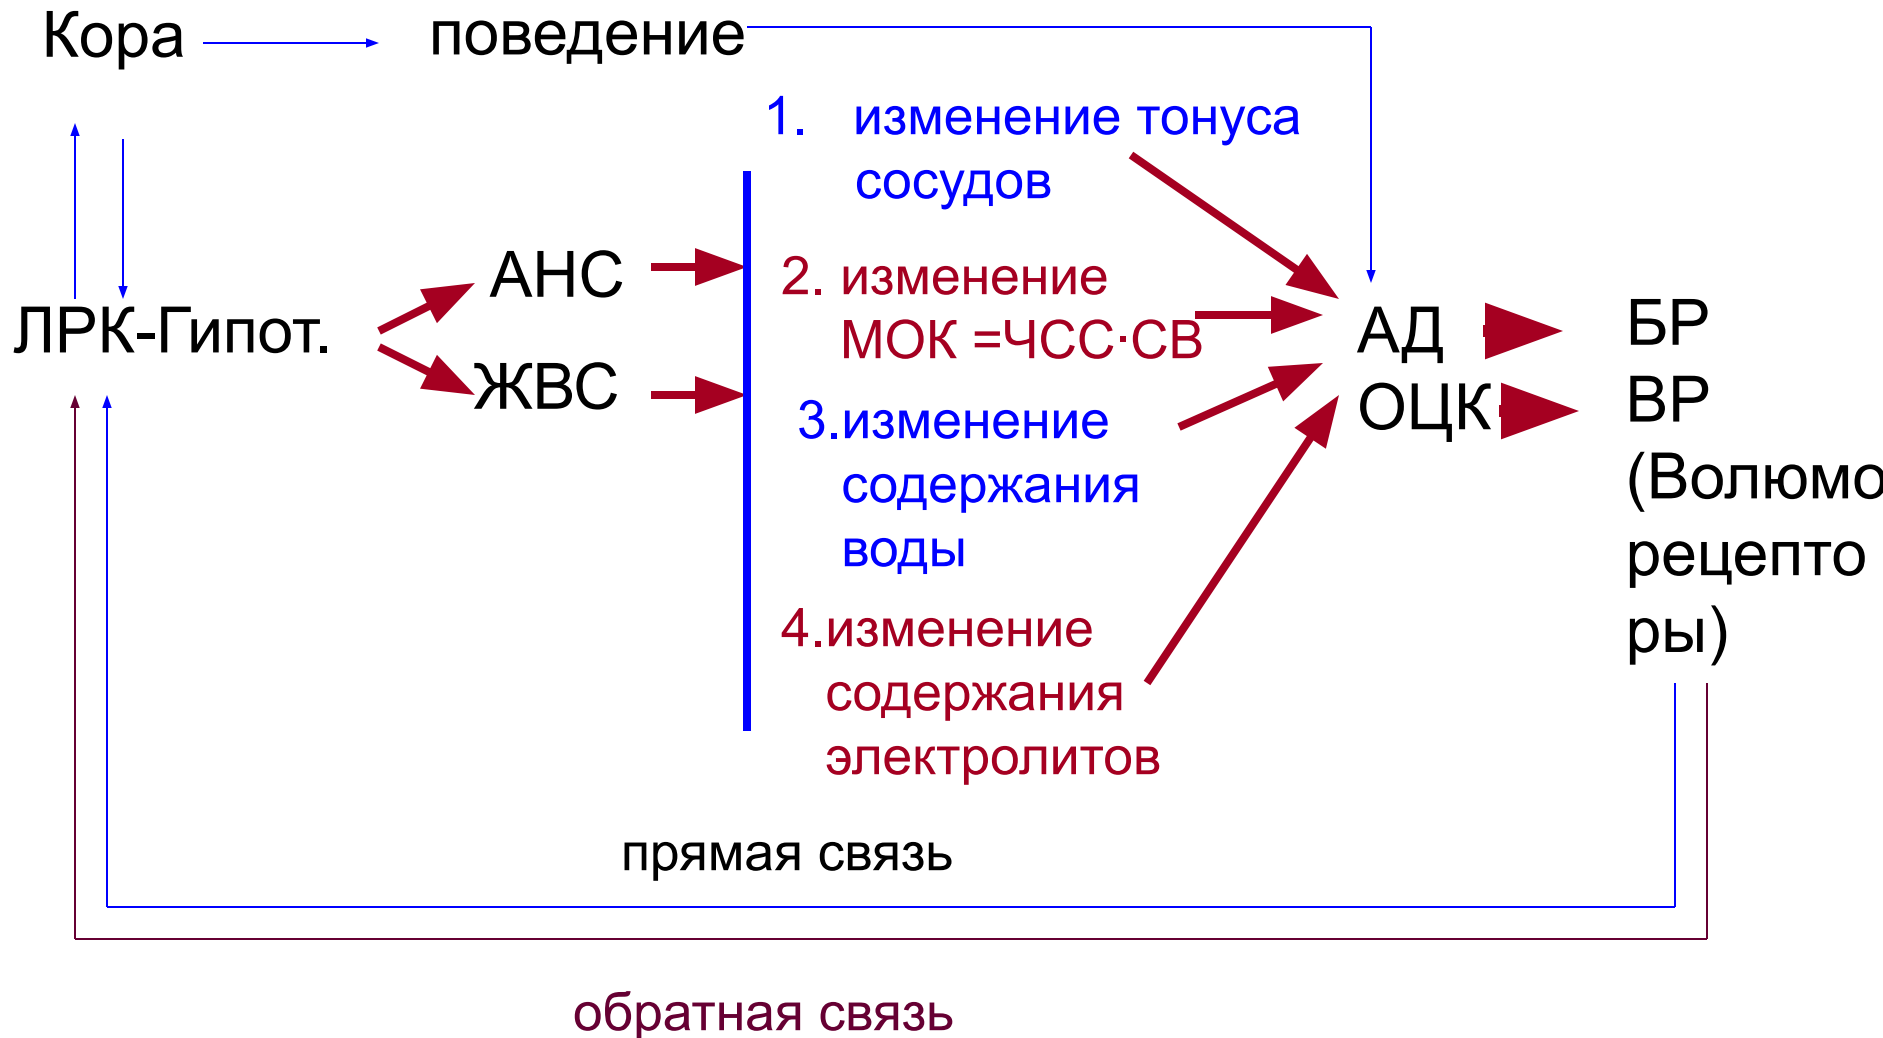 Кора
поведение
1. изменение тонуса
сосудов
АНС
2. изменение
МОК =ЧСС·СВ
ЛРК-Гипот.
ЖВС
АД
ОЦК
БР
ВР
(Волюмо
рецепто
ры)
3.изменение
содержания
воды
4.изменение
содержания
электролитов
прямая связь
обратная связь